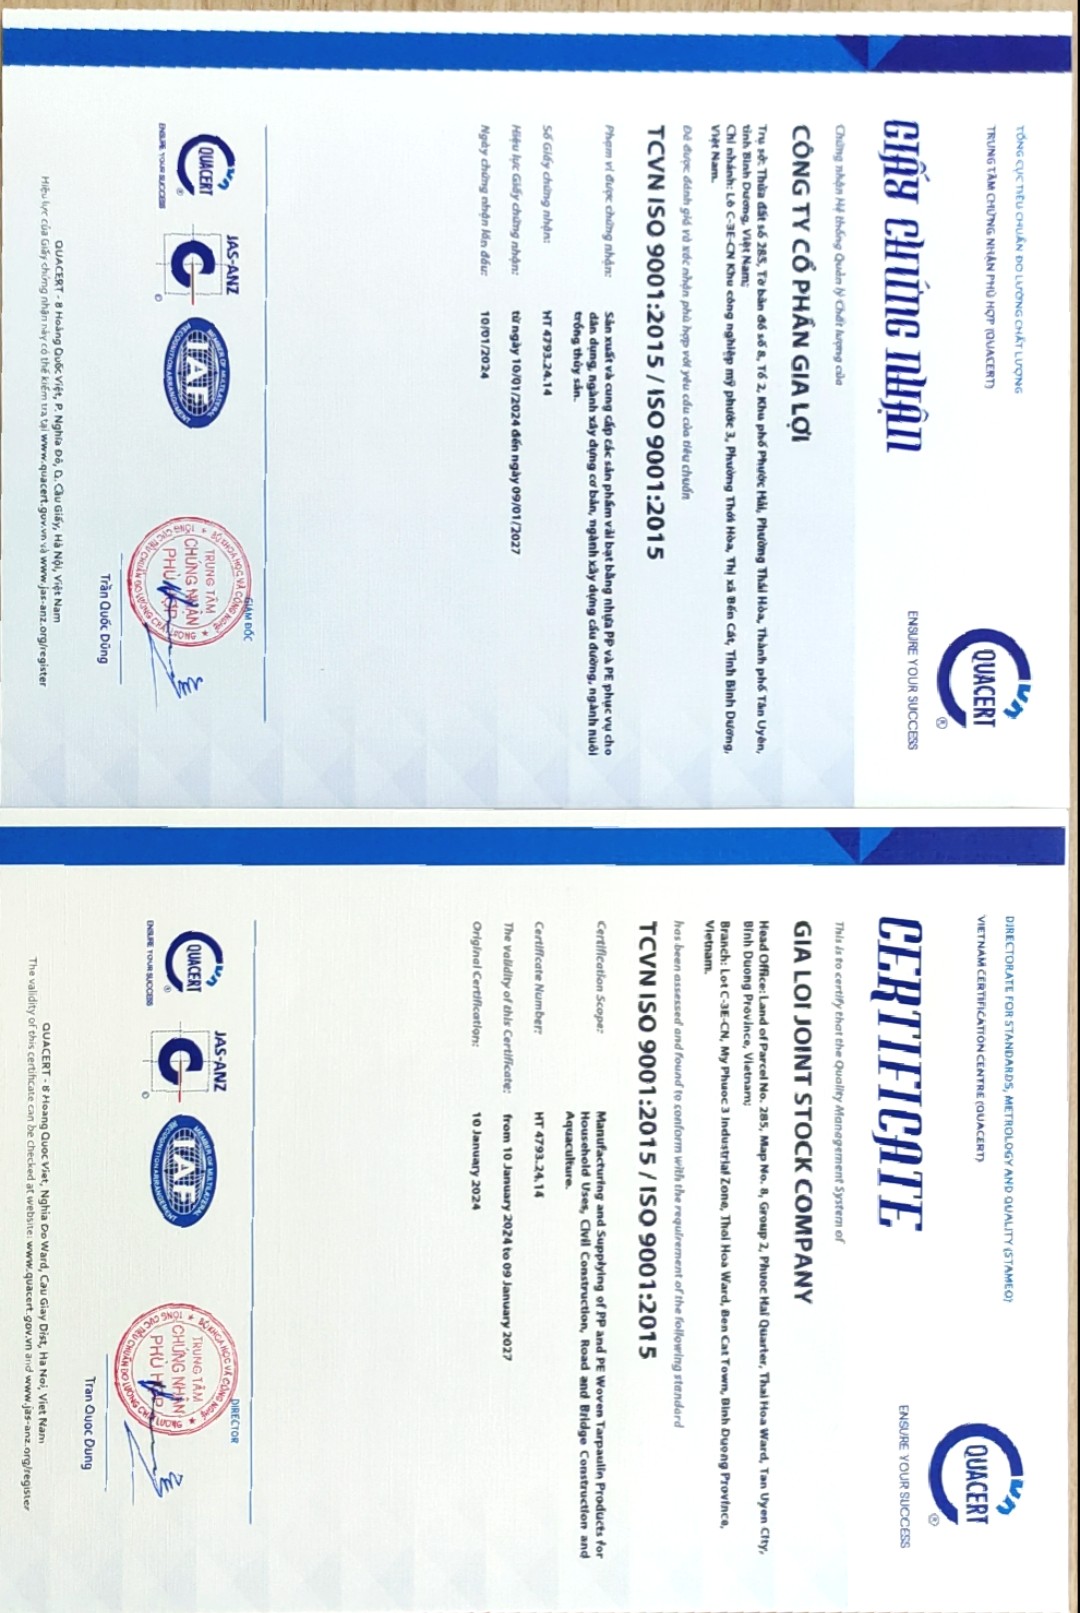 TỔNG CỤC TIÊU CHUẨN ĐO LƯỜNG CHẤT LƯỢNG
TRUNG TÂM CHỨNG NHẬN PHÙ HỢP (QUACERT)
vn
QUACERT
®
ENSURE YOUR SUCCESS
GIẤY CHỨNG NHẬN
Chứng nhận Hệ thống Quản lý Chất lượng của
CÔNG TY CỔ PHẦN GIA LỢI
Trụ sở: Thửa đất số 285, Tờ bản đồ số 8, Tổ 2, Khu phố Phước Hải, Phường Thái Hòa, Thành phố Tân Uyên,
tỉnh Bình Dương, Việt Nam;
Chi nhánh: Lô C-3E-CN Khu công nghiệp mỹ phước 3, Phường Thới Hòa, Thị xã Bến Cát, Tỉnh Bình Dương,
Việt Nam.
Đã được đánh giá và xác nhận phù hợp với yêu cầu của tiêu chuẩn
TCVN ISO 9001:2015 / ISO 9001:2015
Phạm vi được chứng nhận: Sản xuất và cung cấp các sản phẩm vải bạt bằng nhựa PP và PE phục vụ cho
dân dụng, ngành xây dựng cơ bản, ngành xây dựng cầu đường, ngành nuôi
trồng thủy sản.
Số Giấy chứng nhận: HT 4793.24.14
Hiệu lực Giấy chứng nhận: từ ngày 10/01/2024 đến ngày 09/01/2027
Ngày chứng nhận lần đầu: 10/01/2024
GIÁM ĐỐC
vn
QUACERT
®
ENSURE YOUR SUCCESS
JAS-ANZ
C
©
MEMBER OF MULTILATERAL
IAF
RECOGNITION ARRANGEMENT
BỘ KHOA HỌC VÀ CÔNG NGHỆ
TRUNG TÂM
CHỨNG NHẬN
PHÙ HỢP
TỔNG CỤC TIÊU CHUẨN ĐO LƯỜNG CHẤT LƯỢNG
Trần Quốc Dũng
QUACERT - 8 Hoàng Quốc Việt, P. Nghĩa Đô, Q. Cầu Giấy, Hà Nội, Việt Nam
Hiệu lực của Giấy chứng nhận này có thể kiểm tra tại www.quacert.gov.vn và www.jas-anz.org/register
DIRECTORATE FOR STANDARDS, METROLOGY AND QUALITY (STAMEQ)
VIETNAM CERTIFICATION CENTRE (QUACERT)
vn
QUACERT
®
ENSURE YOUR SUCCESS
CERTIFICATE
This is to certify that the Quality Management System of
GIA LOI JOINT STOCK COMPANY
Head Office: Land of Parcel No. 285, Map No. 8, Group 2, Phuoc Hai Quarter, Thai Hoa Ward, Tan Uyen City,
Binh Duong Province, Vietnam;
Branch: Lot C-3E-CN, My Phuoc 3 Industrial Zone, Thoi Hoa Ward, Ben Cat Town, Binh Duong Province,
Vietnam.
has been assessed and found to conform with the requirement of the following standard
TCVN ISO 9001:2015 / ISO 9001:2015
Certification Scope: Manufacturing and Supplying of PP and PE Woven Tarpaulin Products for
Household Uses, Civil Construction, Road and Bridge Construction and
Aquaculture.
Certificate Number: HT 4793.24.14
The validity of this Certificate: from 10 January 2024 to 09 January 2027
Original Certification: 10 January 2024
DIRECTOR
vn
QUACERT
®
ENSURE YOUR SUCCESS
JAS-ANZ
C
©
MEMBER OF MULTILATERAL
IAF
RECOGNITION ARRANGEMENT
BỘ KHOA HỌC VÀ CÔNG NGHỆ
TRUNG TÂM
CHỨNG NHẬN
PHÙ HỢP
TỔNG CỤC TIÊU CHUẨN ĐO LƯỜNG CHẤT LƯỢNG
Tran Quoc Dung
QUACERT - 8 Hoang Quoc Viet, Nghia Do Ward, Cau Giay Dist, Ha Noi, Viet Nam
The validity of this certificate can be checked at website: www.quacert.gov.vn and www.jas-anz.org/register